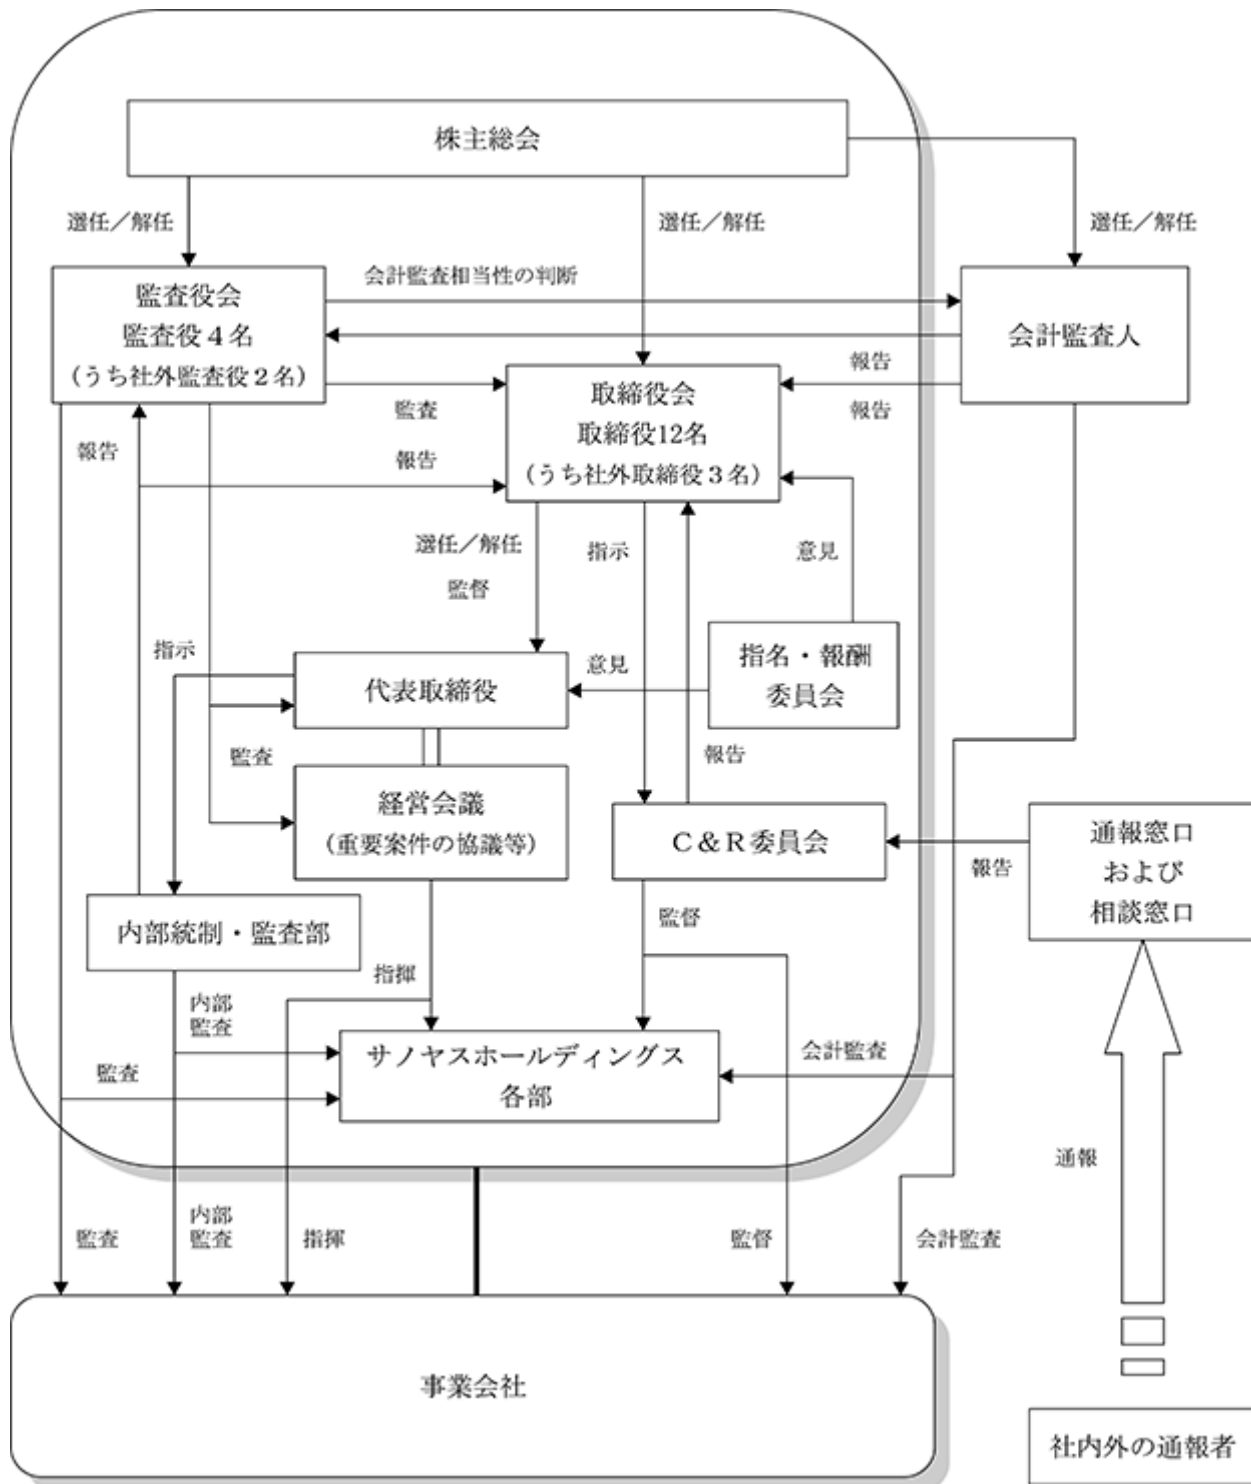 株主総会
選任／解任
選任／解任
選任／解任
会計監査相当性の判断
監査役会
監査役４名
（うち社外監査役２名）
会計監査人
報告
監査
取締役会
取締役12名
（うち社外取締役３名）
報告
報告
報告
選任／解任
監督
指示
意見
指示
代表取締役
意見
指名・報酬
委員会
監査
報告
経営会議
（重要案件の協議等）
Ｃ＆Ｒ委員会
報告
通報窓口
および
相談窓口
内部統制・監査部
監督
指揮
内部
監査
サノヤスホールディングス
各部
会計監査
監査
通報
監査
内部
監査
指揮
監督
会計監査
事業会社
社内外の通報者